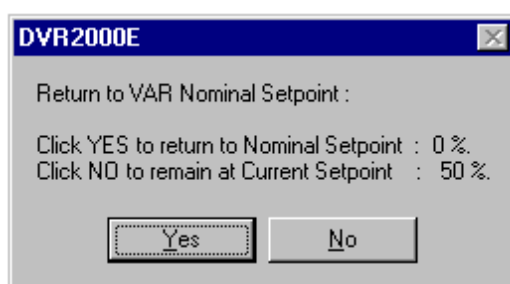 DVR2000E
Return to VAR Nominal Setpoint :
Click YES to return to Nominal Setpoint : 0 %.
Click NO to remain at Current Setpoint : 50 %.
Yes
No